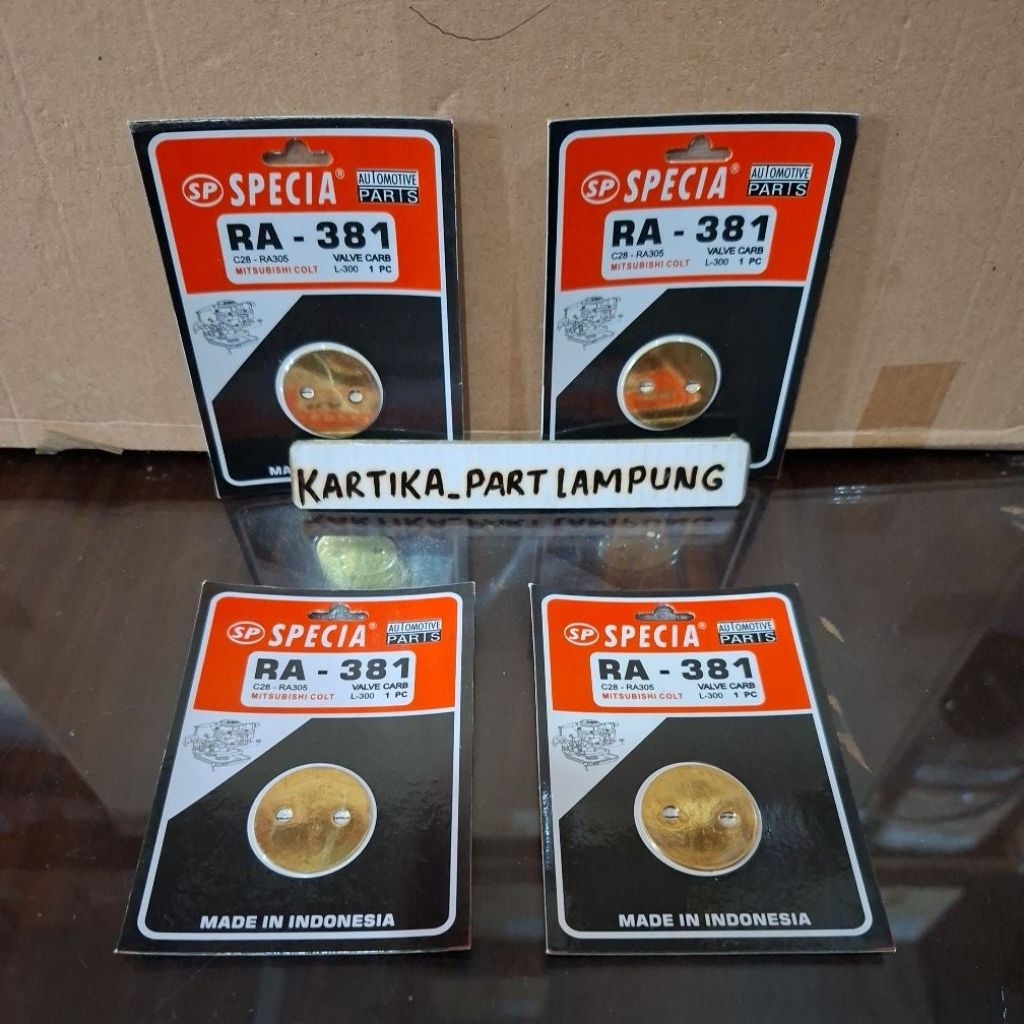 SP SPECIA® AUTOMOTIVE PARTS
RA - 381
C28 - RA305 VALVE CARB
MITSUBISHI COLT L-300 1 PC
MA
SP SPECIA® AUTOMOTIVE PARTS
RA - 381
C28 - RA305 VALVE CARB
MITSUBISHI COLT L-300 1 PC
KARTIKA_PART LAMPUNG
SP SPECIA® AUTOMOTIVE PARTS
RA - 381
C28 - RA305 VALVE CARB
MITSUBISHI COLT L-300 1 PC
MADE IN INDONESIA
SP SPECIA® AUTOMOTIVE PARTS
RA - 381
C28 - RA305 VALVE CARB
MITSUBISHI COLT L-300 1 PC
MADE IN INDONESIA